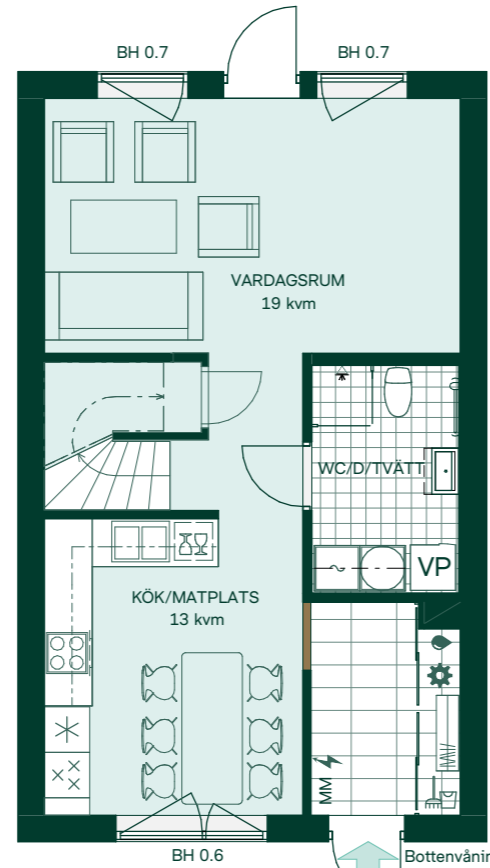 BH 0.7
BH 0.7
VARDAGSRUM
19 kvm
WC/D/TVÄTT
VP
KÖK/MATPLATS
13 kvm
MM
BH 0.6
Bottenvånin